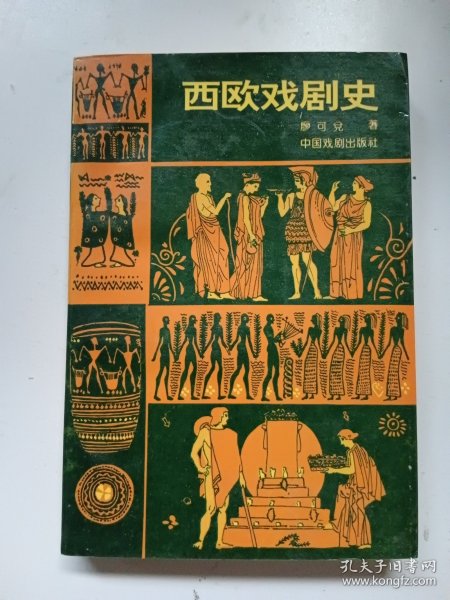 西欧戏剧史
廖可兑 著
中国戏剧出版社
孔夫子旧书网
www.kongfz.com